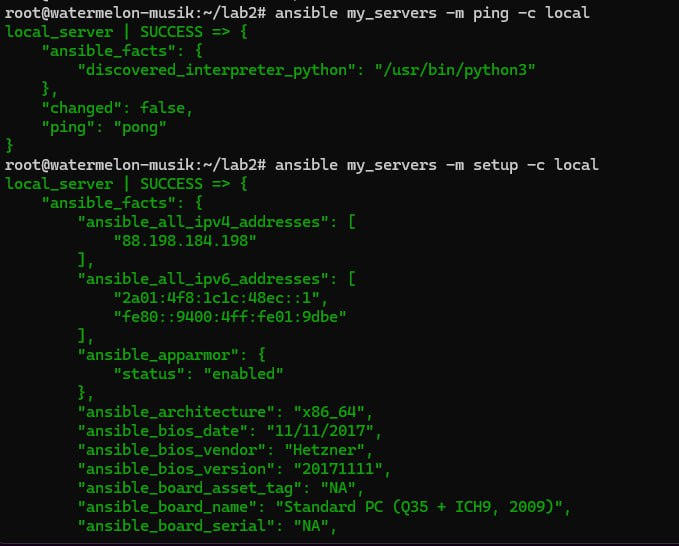 root@watermelon-musik:~/lab2# ansible my_servers -m ping -c local
local_server | SUCCESS => {
    "ansible_facts": {
        "discovered_interpreter_python": "/usr/bin/python3"
    },
    "changed": false,
    "ping": "pong"
}
root@watermelon-musik:~/lab2# ansible my_servers -m setup -c local
local_server | SUCCESS => {
    "ansible_facts": {
        "ansible_all_ipv4_addresses": [
            "88.198.184.198"
        ],
        "ansible_all_ipv6_addresses": [
            "2a01:4f8:1c1c:48ec::1",
            "fe80::9400:4ff:fe01:9dbe"
        ],
        "ansible_apparmor": {
            "status": "enabled"
        },
        "ansible_architecture": "x86_64",
        "ansible_bios_date": "11/11/2017",
        "ansible_bios_vendor": "Hetzner",
        "ansible_bios_version": "20171111",
        "ansible_board_asset_tag": "NA",
        "ansible_board_name": "Standard PC (Q35 + ICH9, 2009)",
        "ansible_board_serial": "NA",